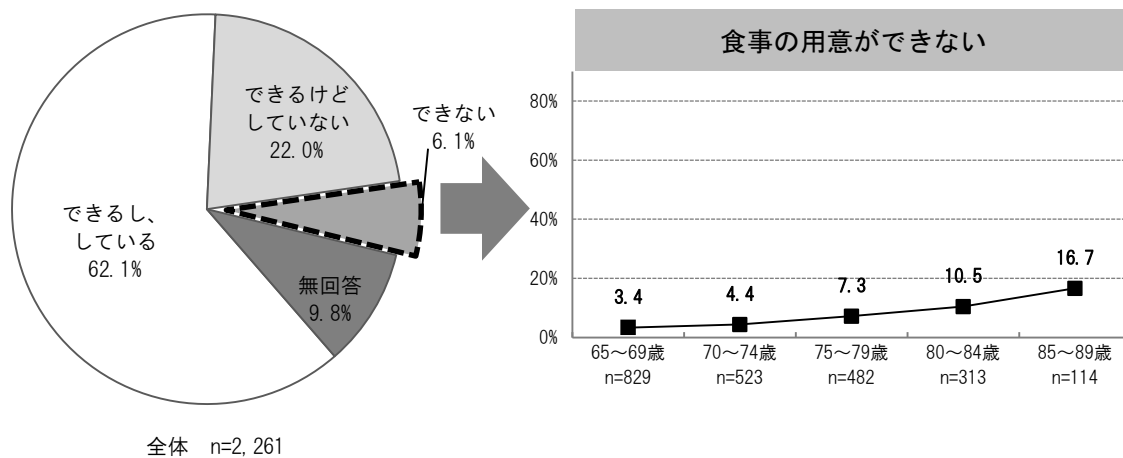 できるけど
していない
22.0%
できない
6.1%
できるし、
している
62.1%
無回答
9.8%
全体　n=2,261
食事の用意ができない
80%
60%
40%
20%
0%
3.4
4.4
7.3
10.5
16.7
65～69歳
n=829
70～74歳
n=523
75～79歳
n=482
80～84歳
n=313
85～89歳
n=114